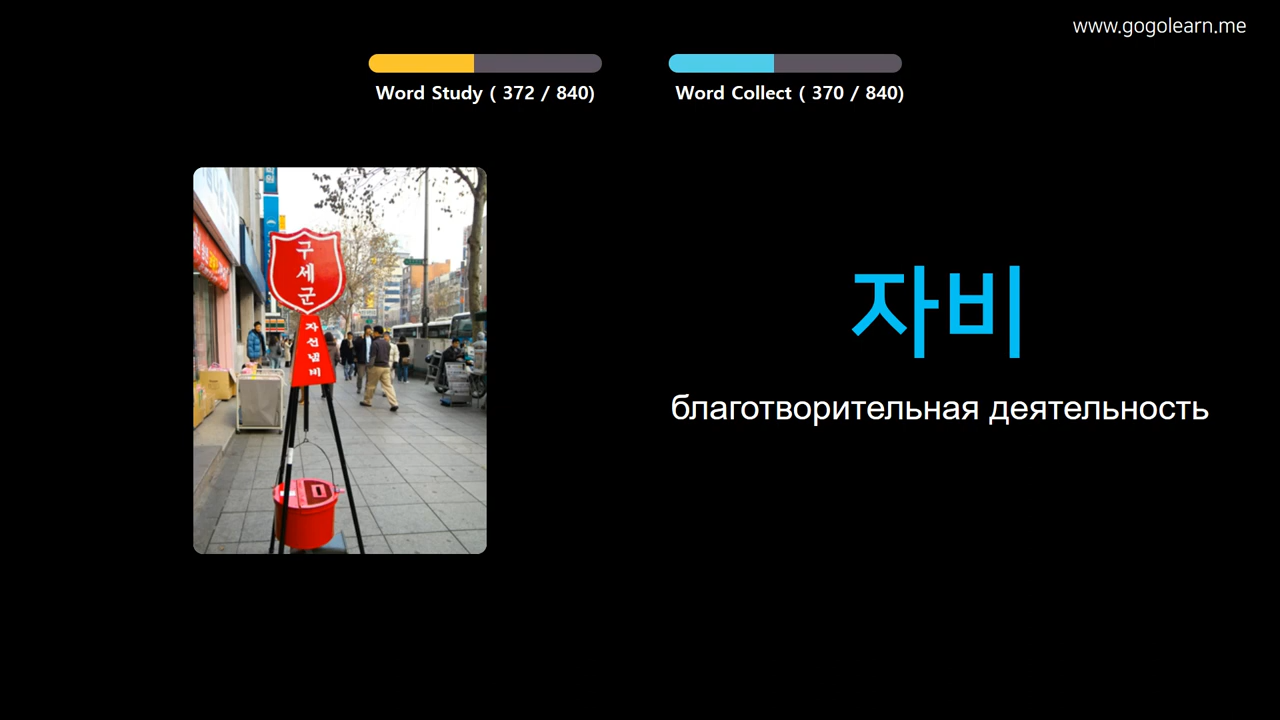 www.gogolearn.me
Word Study ( 372 / 840)
Word Collect ( 370 / 840)
구세군
자선냄비
자비
благотворительная деятельность